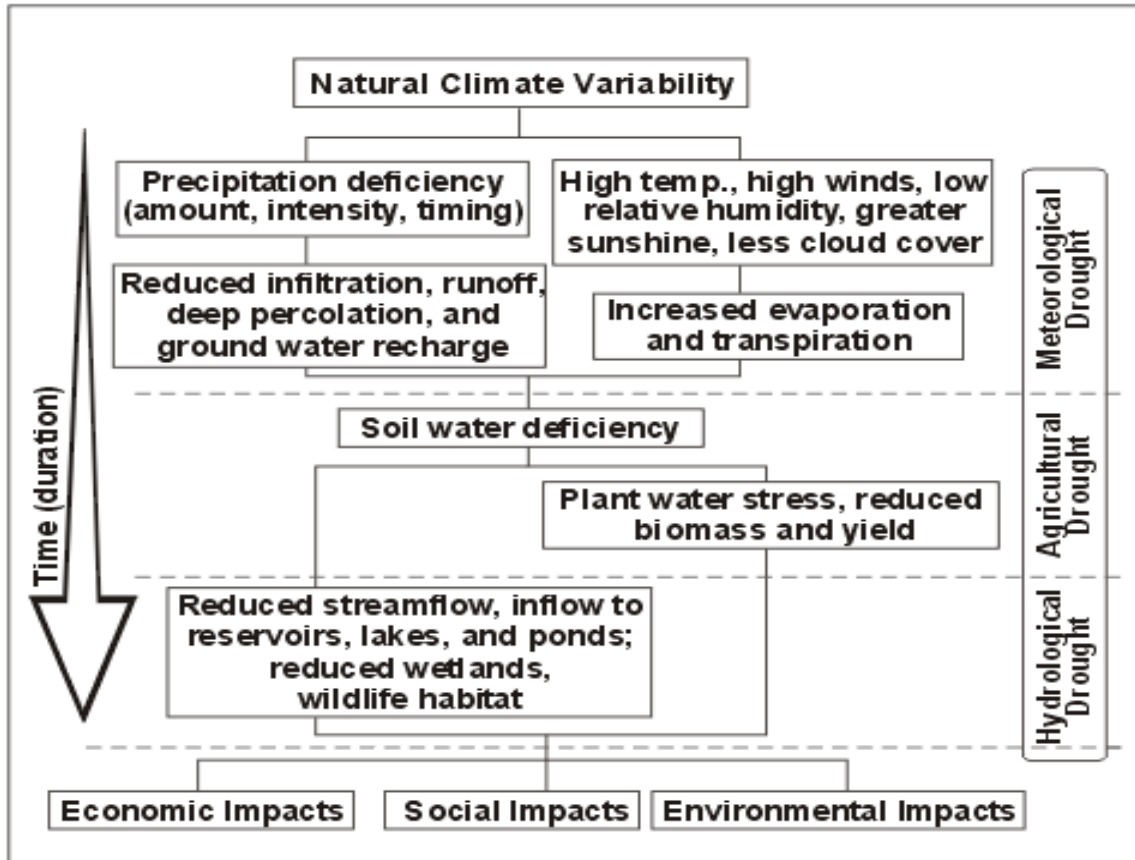 Natural Climate Variability
Precipitation deficiency
(amount, intensity, timing)
High temp., high winds, low
relative humidity, greater
sunshine, less cloud cover
Reduced infiltration, runoff,
deep percolation, and
ground water recharge
Increased evaporation
and transpiration
Meteorological
Drought
Time (duration)
Soil water deficiency
Plant water stress, reduced
biomass and yield
Agricultural
Drought
Reduced streamflow, inflow to
reservoirs, lakes, and ponds;
reduced wetlands,
wildlife habitat
Hydrological
Drought
Economic Impacts
Social Impacts
Environmental Impacts